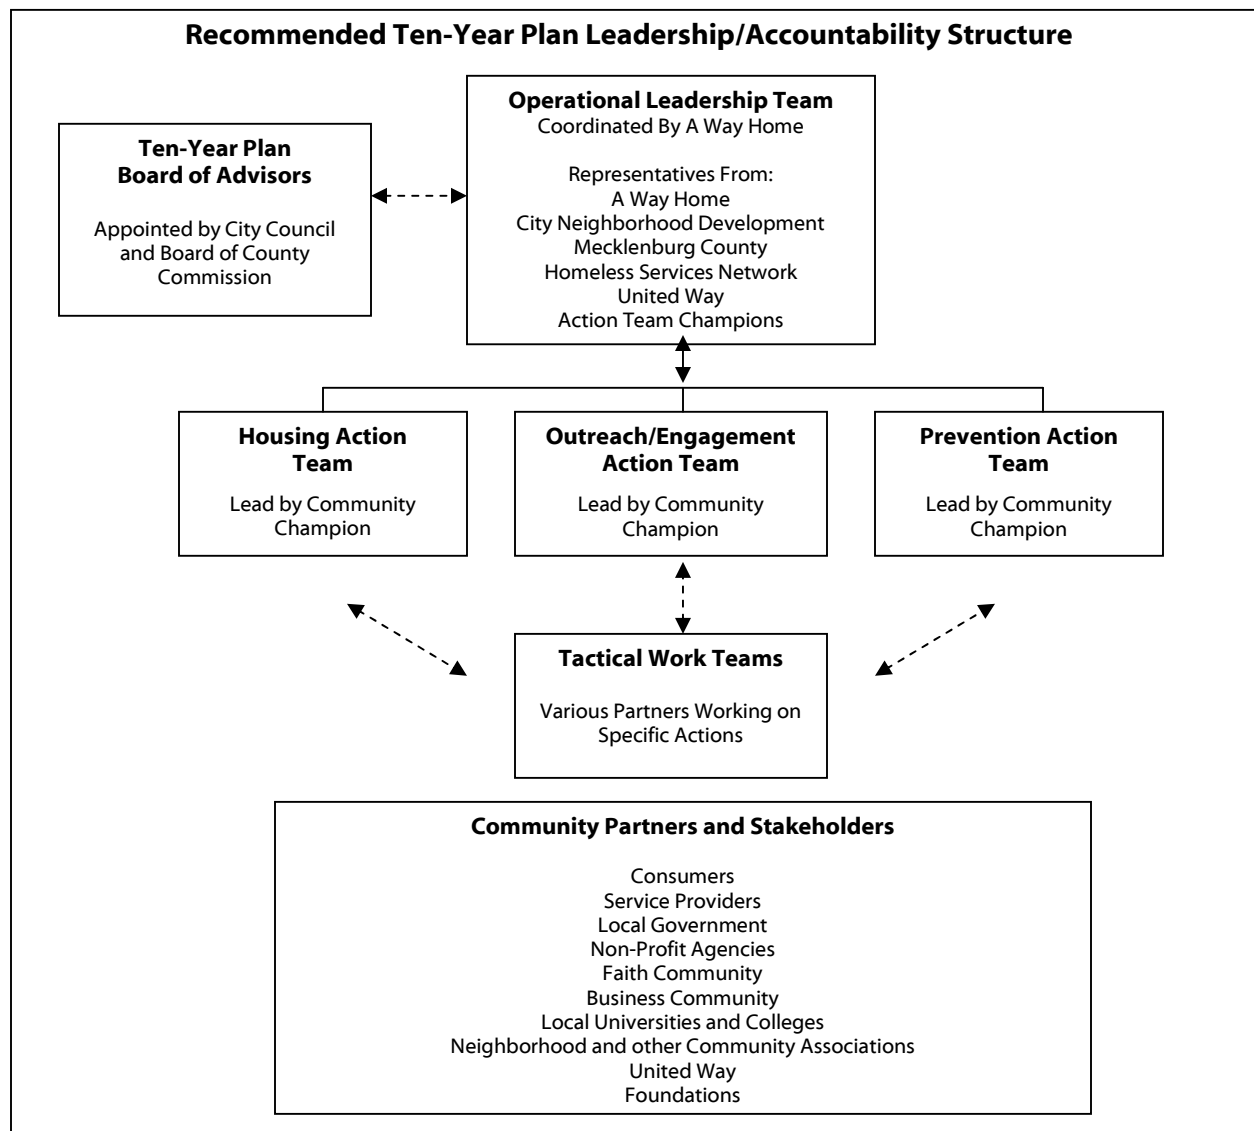 Recommended Ten-Year Plan Leadership/Accountability Structure
Operational Leadership Team
Coordinated By A Way Home
Representatives From:
A Way Home
City Neighborhood Development
Mecklenburg County
Homeless Services Network
United Way
Action Team Champions
Ten-Year Plan
Board of Advisors
Appointed by City Council
and Board of County
Commission
Housing Action
Team
Lead by Community
Champion
Outreach/Engagement
Action Team
Lead by Community
Champion
Prevention Action
Team
Lead by Community
Champion
Tactical Work Teams
Various Partners Working on
Specific Actions
Community Partners and Stakeholders
Consumers
Service Providers
Local Government
Non-Profit Agencies
Faith Community
Business Community
Local Universities and Colleges
Neighborhood and other Community Associations
United Way
Foundations